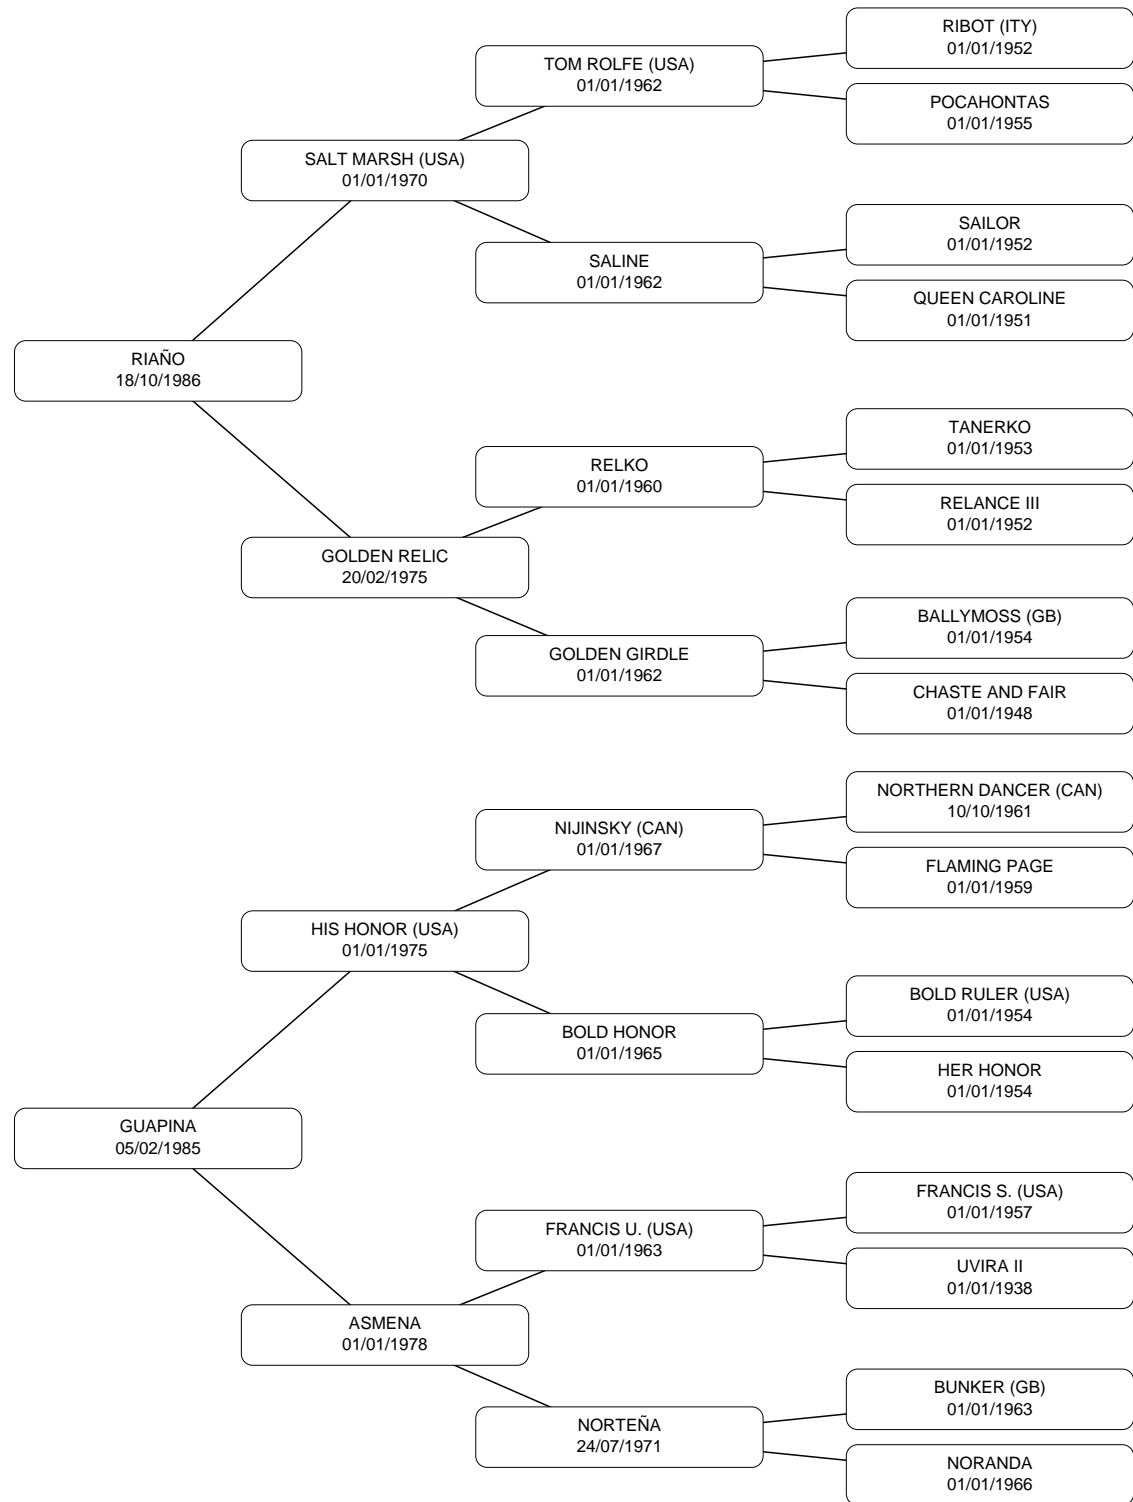 RIBOT (ITY)
01/01/1952
TOM ROLFE (USA)
01/01/1962
POCAHONTAS
01/01/1955
SALT MARSH (USA)
01/01/1970
SAILOR
01/01/1952
SALINE
01/01/1962
QUEEN CAROLINE
01/01/1951
RIAÑO
18/10/1986
TANERKO
01/01/1953
RELKO
01/01/1960
RELANCE III
01/01/1952
GOLDEN RELIC
20/02/1975
BALLYMOSS (GB)
01/01/1954
GOLDEN GIRDLE
01/01/1962
CHASTE AND FAIR
01/01/1948
NORTHERN DANCER (CAN)
10/10/1961
NIJINSKY (CAN)
01/01/1967
FLAMING PAGE
01/01/1959
HIS HONOR (USA)
01/01/1975
BOLD RULER (USA)
01/01/1954
BOLD HONOR
01/01/1965
HER HONOR
01/01/1954
GUAPINA
05/02/1985
FRANCIS S. (USA)
01/01/1957
FRANCIS U. (USA)
01/01/1963
UVIRA II
01/01/1938
ASMENA
01/01/1978
BUNKER (GB)
01/01/1963
NORTEÑA
24/07/1971
NORANDA
01/01/1966